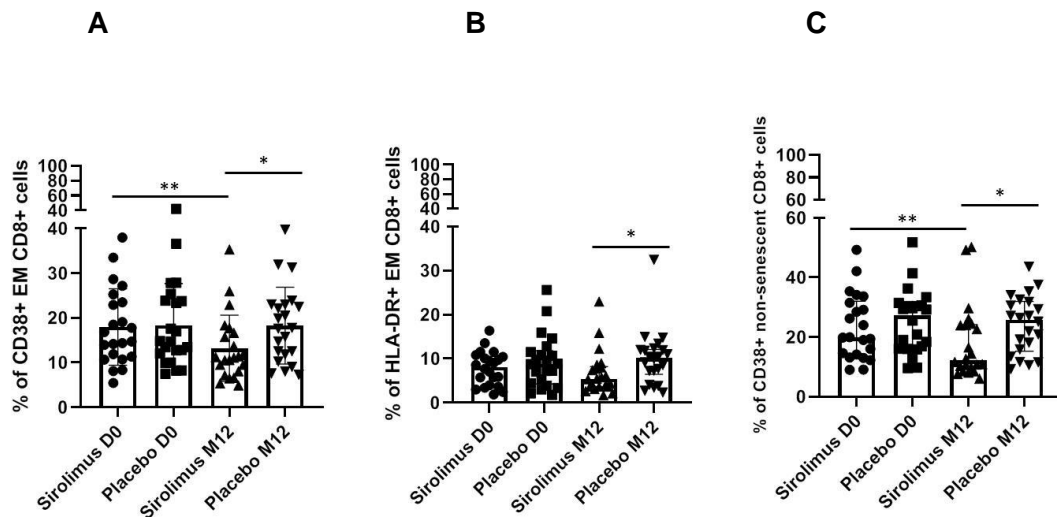 A
% of CD38+ EM CD8+ cells
100
80
60
40
40
30
20
10
0
**
*
Sirolimus D0
Placebo D0
Sirolimus M12
Placebo M12
B
% of HLA-DR+ EM CD8+ cells
100
80
60
40
40
30
20
10
0
*
Sirolimus D0
Placebo D0
Sirolimus M12
Placebo M12
C
% of CD38+ non-senescent CD8+ cells
100
80
60
60
40
20
0
**
*
Sirolimus D0
Placebo D0
Sirolimus M12
Placebo M12